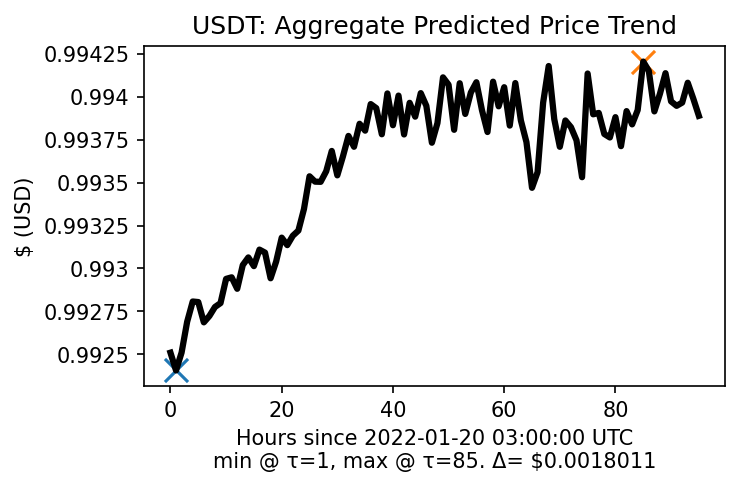 USDT: Aggregate Predicted Price Trend
0.99425
0.994
0.99375
0.9935
0.99325
0.993
0.99275
0.9925
$ (USD)
0 20 40 60 80
Hours since 2022-01-20 03:00:00 UTC
min @ τ=1, max @ τ=85. Δ= $0.0018011